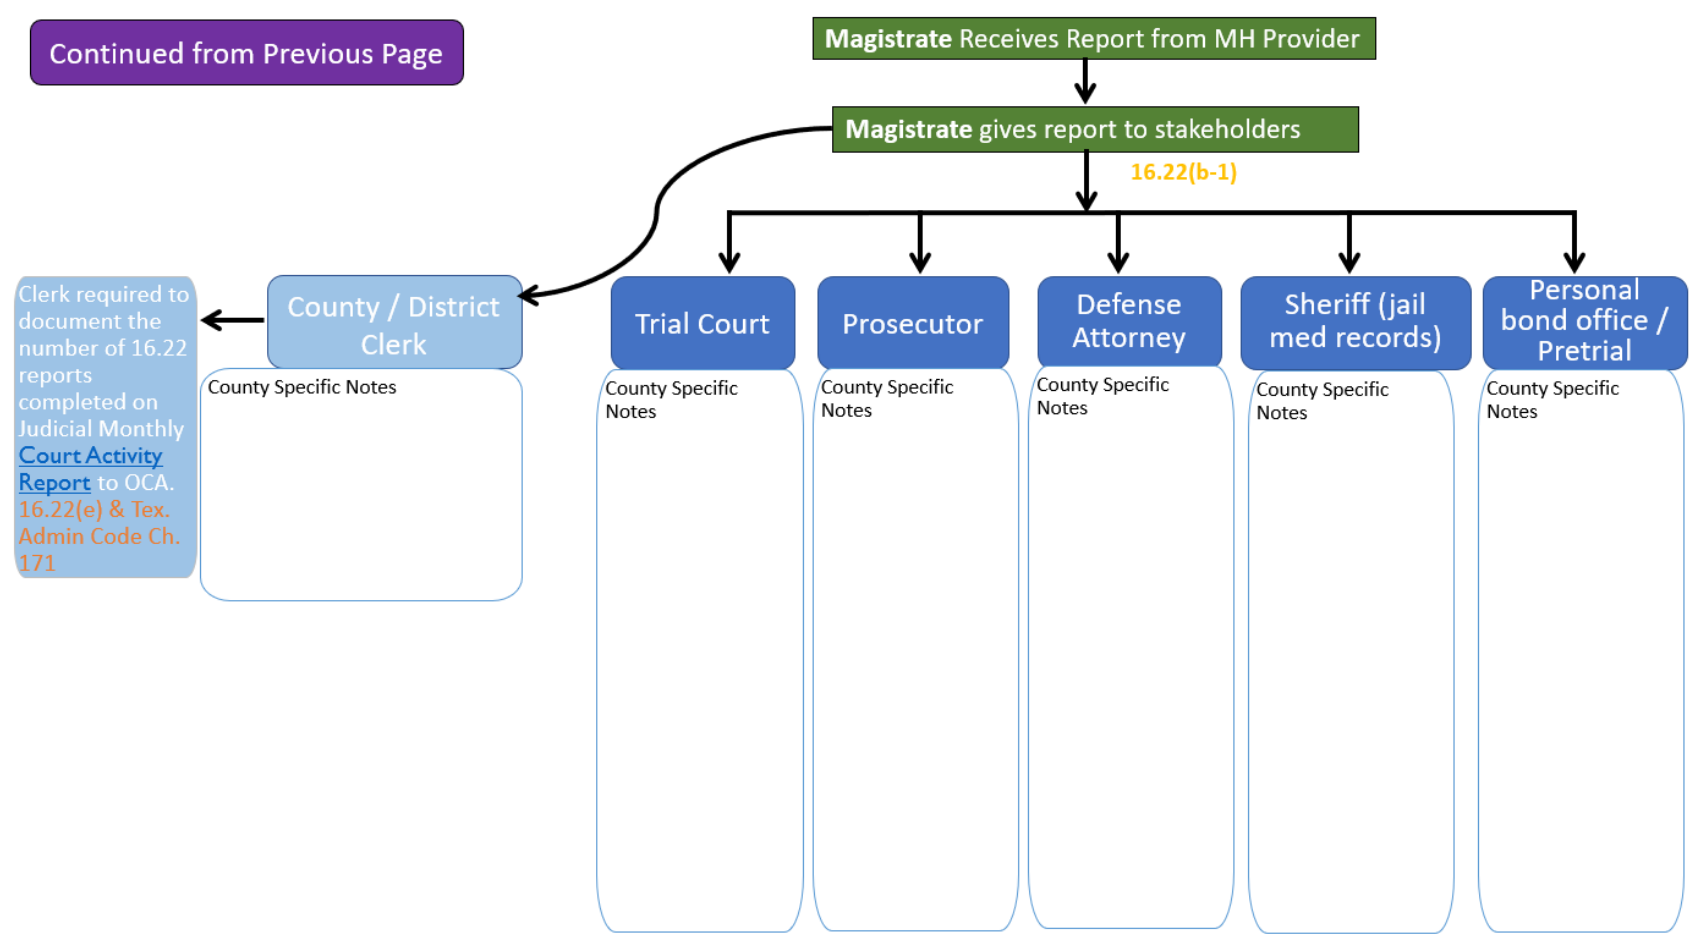 Continued from Previous Page
Magistrate Receives Report from MH Provider
Magistrate gives report to stakeholders
16.22(b-1)
Clerk required to
document the
number of 16.22
reports
completed on
Judicial Monthly
Court Activity
Report to OCA.
16.22(e) & Tex.
Admin Code Ch.
171
County / District
Clerk
County Specific Notes
Trial Court
County Specific
Notes
Prosecutor
County Specific
Notes
Defense
Attorney
County Specific
Notes
Sheriff (jail
med records)
County Specific
Notes
Personal
bond office /
Pretrial
County Specific
Notes